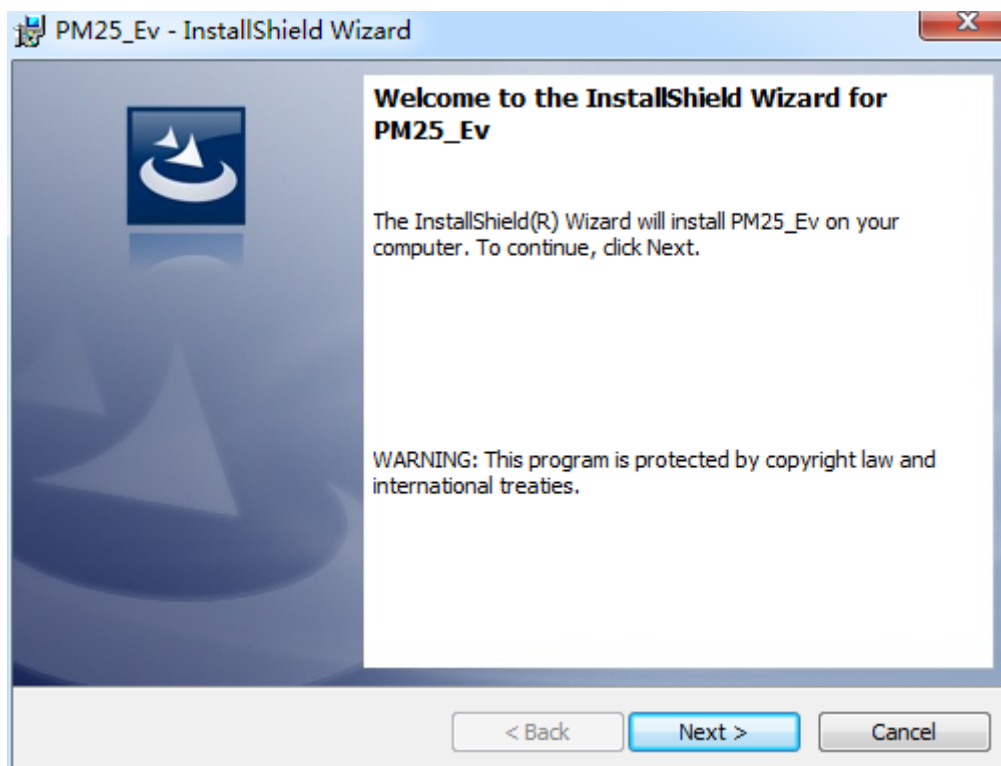 PM25_Ev - InstallShield Wizard
Welcome to the InstallShield Wizard for
PM25_Ev
The InstallShield(R) Wizard will install PM25_Ev on your
computer. To continue, click Next.
WARNING: This program is protected by copyright law and
international treaties.
< Back Next > Cancel